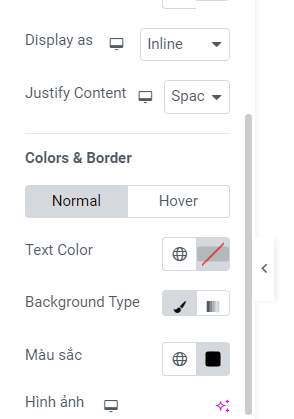 Display as
Inline
Justify Content
Spac
Colors & Border
Normal
Hover
Text Color
Background Type
Màu sắc
Hình ảnh